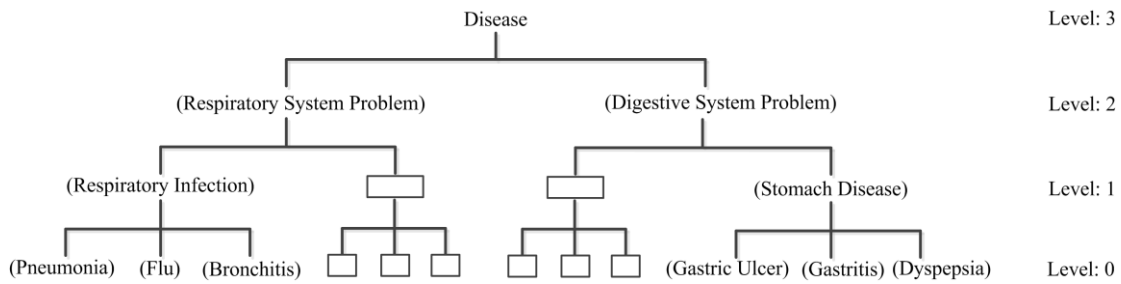 Disease Level: 3
(Respiratory System Problem) (Digestive System Problem) Level: 2
(Respiratory Infection) (Stomach Disease) Level: 1
(Pneumonia) (Flu) (Bronchitis) (Gastric Ulcer) (Gastritis) (Dyspepsia) Level: 0